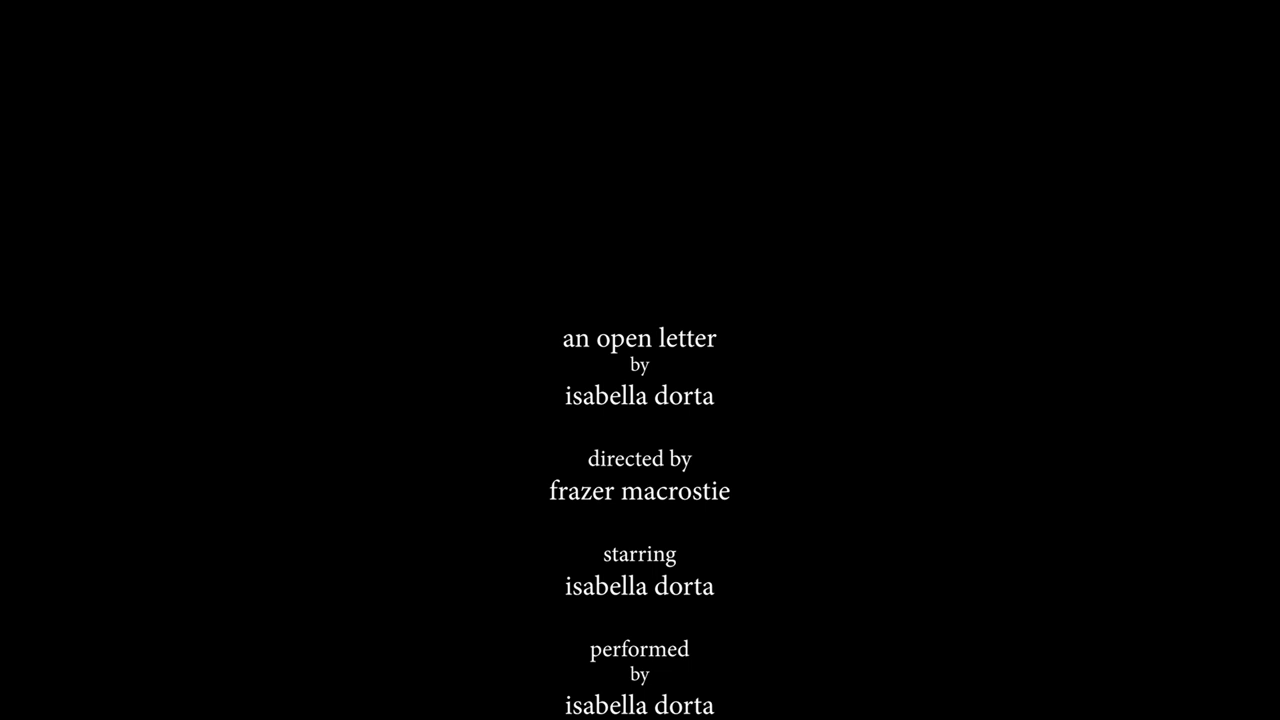 an open letter
by
isabella dorta
directed by
frazer macrostie
starring
isabella dorta
performed
by
isabella dorta